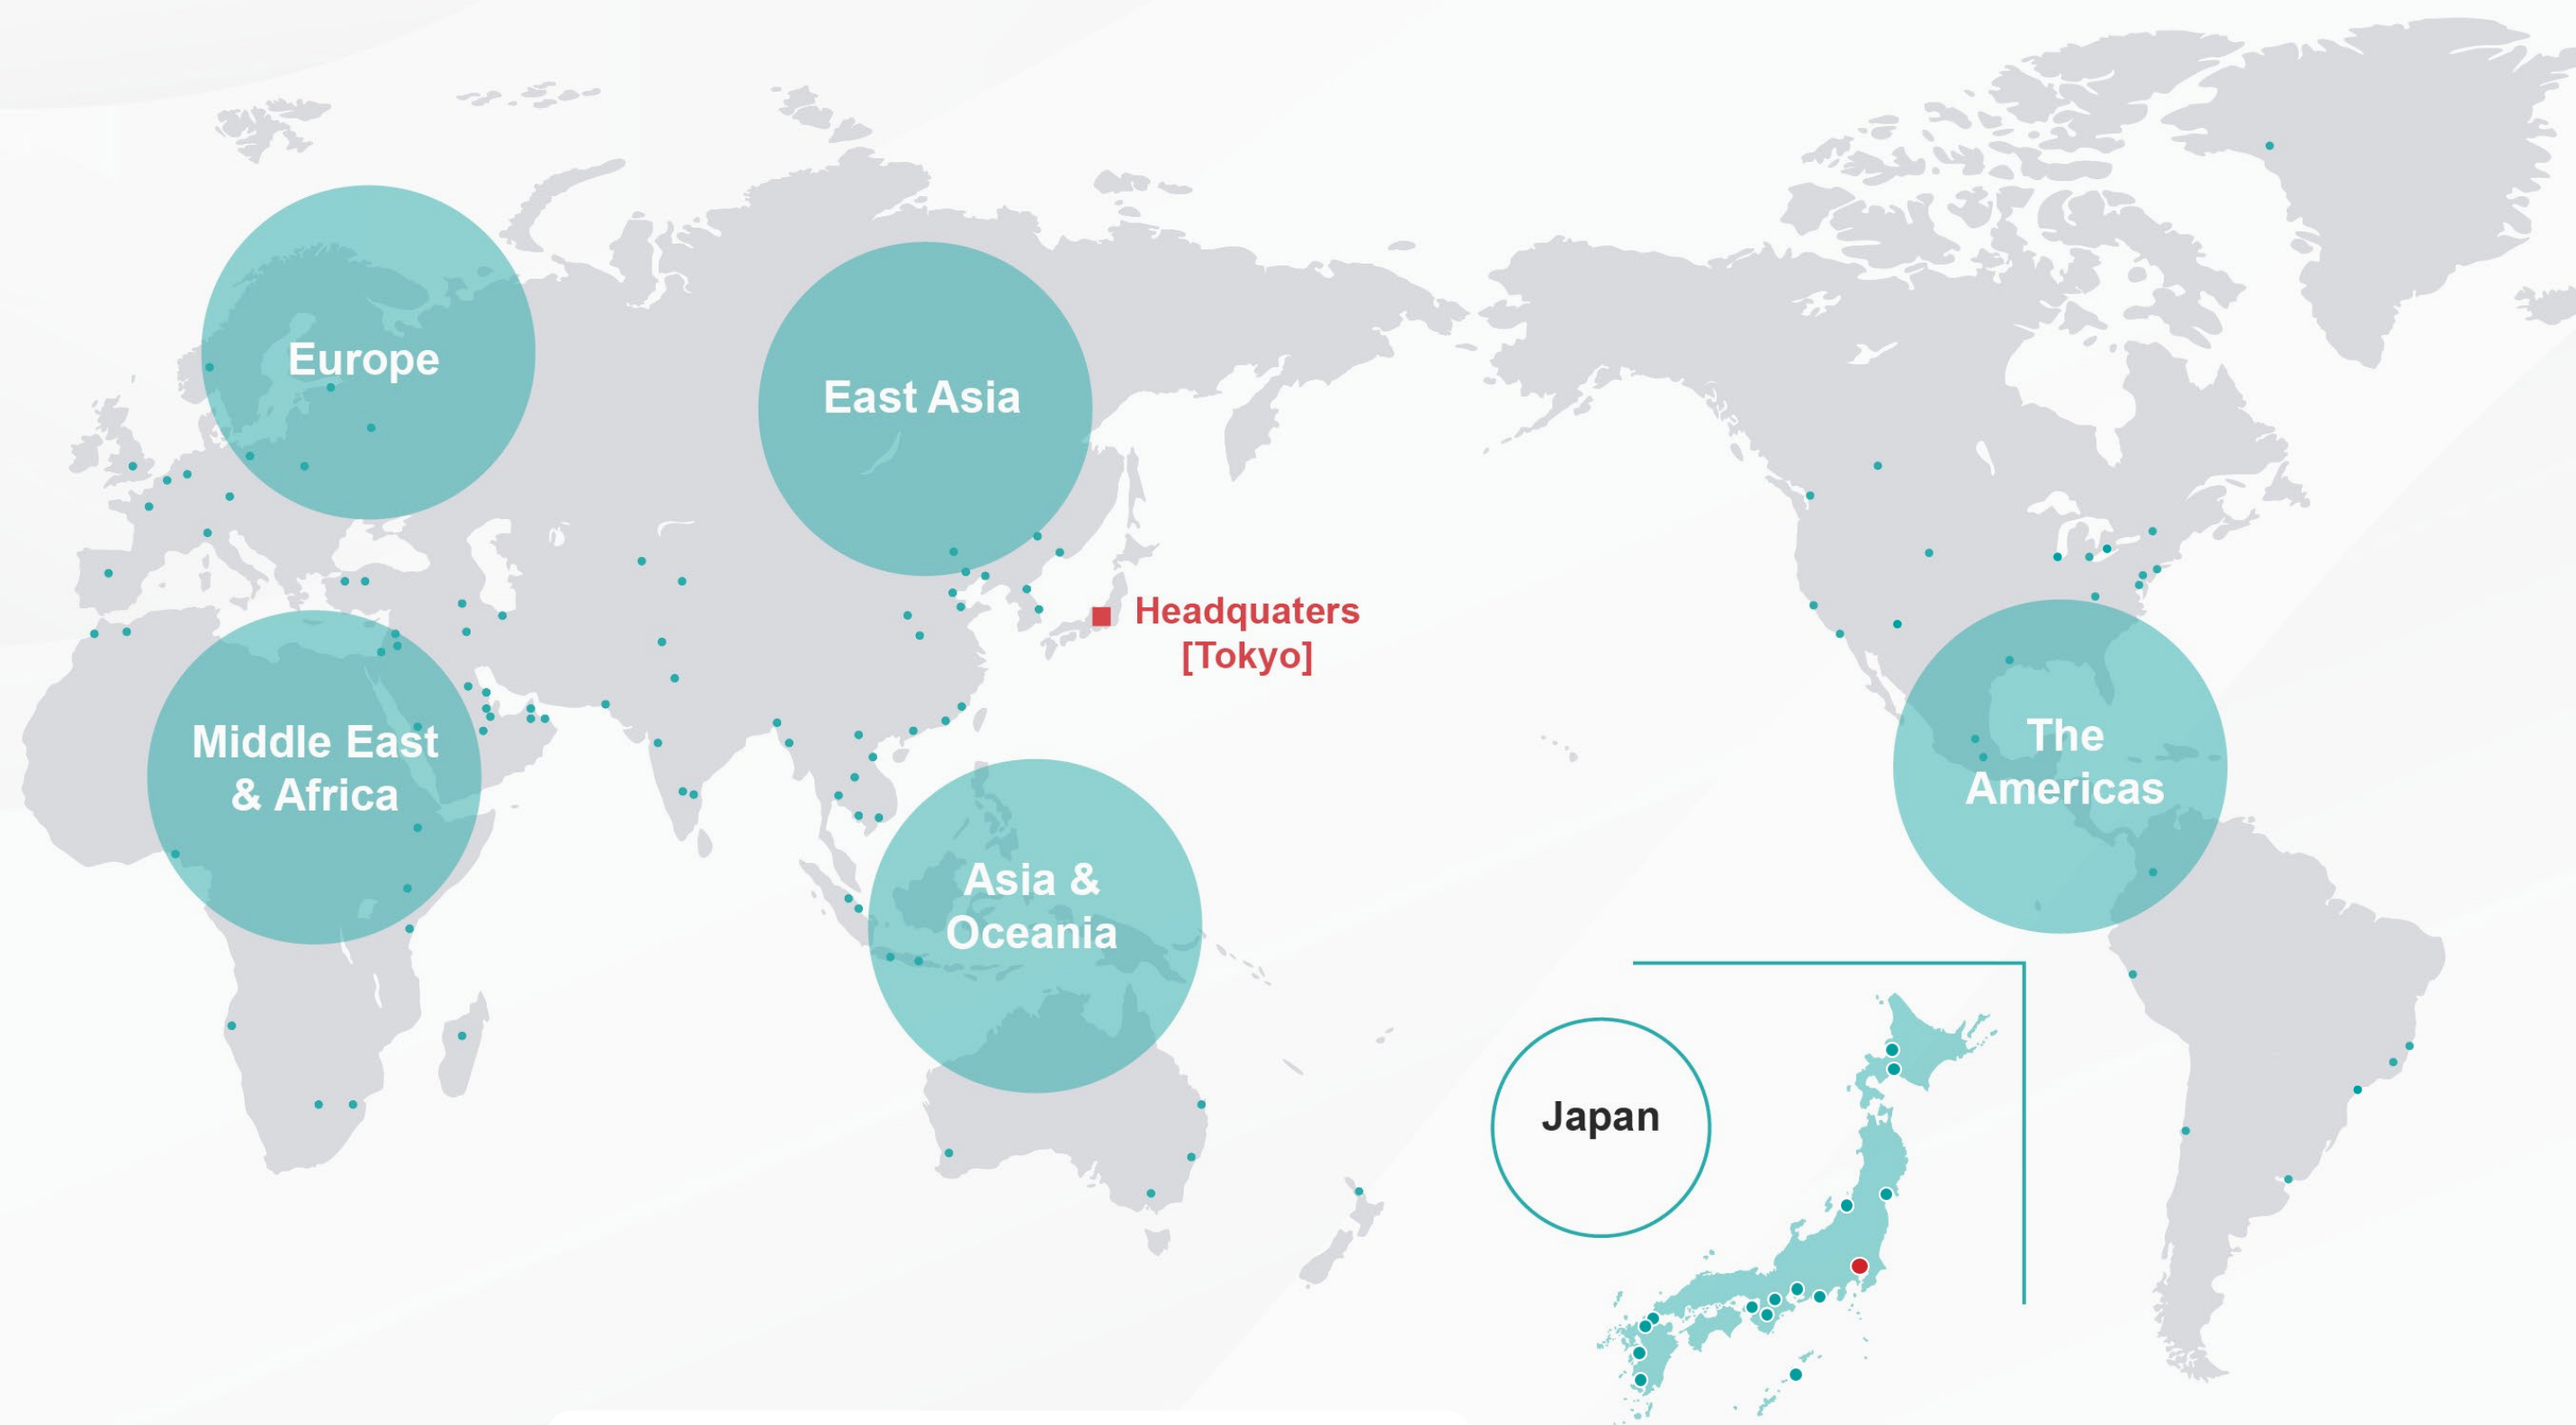 Europe
East Asia
Headquaters
[Tokyo]
Middle East
& Africa
The
Americas
Asia &
Oceania
Japan